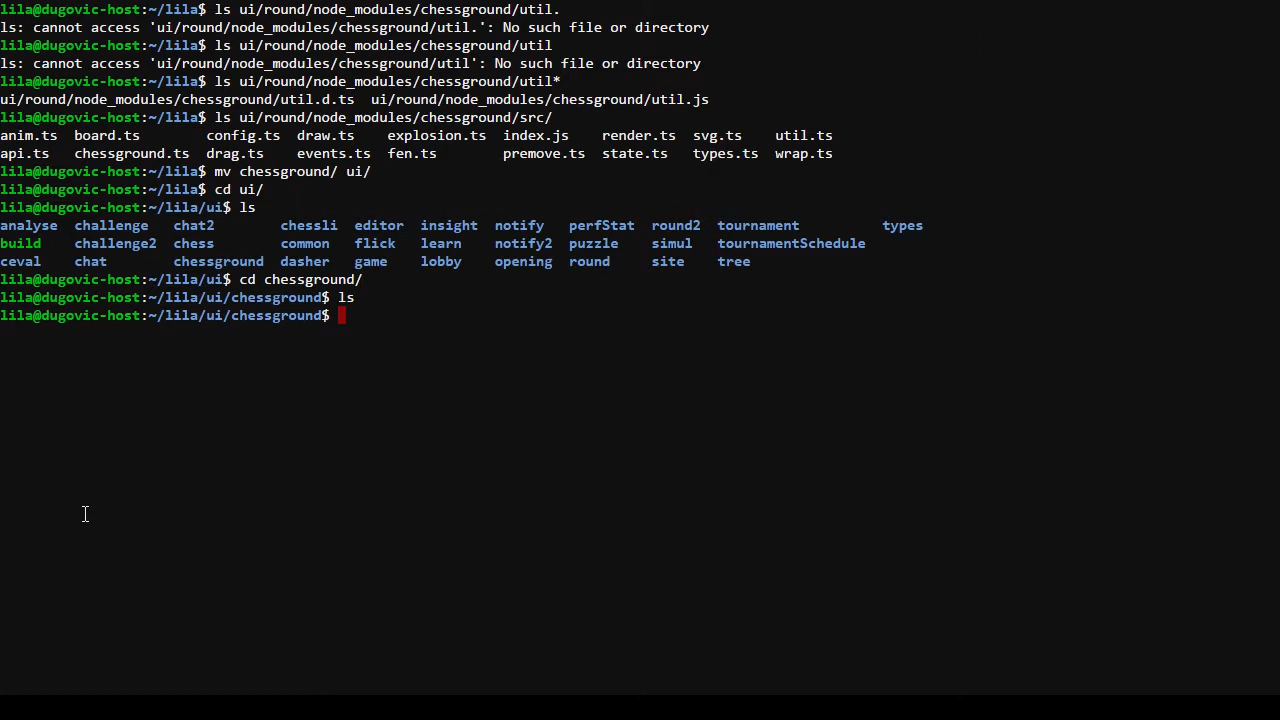 lila@dugovic-host:~/lila$ ls ui/round/node_modules/chessground/util.
ls: cannot access 'ui/round/node_modules/chessground/util.': No such file or directory
lila@dugovic-host:~/lila$ ls ui/round/node_modules/chessground/util
ls: cannot access 'ui/round/node_modules/chessground/util': No such file or directory
lila@dugovic-host:~/lila$ ls ui/round/node_modules/chessground/util*
ui/round/node_modules/chessground/util.d.ts  ui/round/node_modules/chessground/util.js
lila@dugovic-host:~/lila$ ls ui/round/node_modules/chessground/src/
anim.ts  board.ts        config.ts  draw.ts    explosion.ts  index.js    render.ts  svg.ts    util.ts
api.ts   chessground.ts  drag.ts    events.ts  fen.ts        premove.ts  state.ts   types.ts  wrap.ts
lila@dugovic-host:~/lila$ mv chessground/ ui/
lila@dugovic-host:~/lila$ cd ui/
lila@dugovic-host:~/lila/ui$ ls
analyse  challenge   chat2        chessli  editor  insight  notify   perfStat  round2  tournament          types
build    challenge2  chess        common   flick   learn    notify2  puzzle    simul   tournamentSchedule
ceval    chat        chessground  dasher   game    lobby    opening  round     site    tree
lila@dugovic-host:~/lila/ui$ cd chessground/
lila@dugovic-host:~/lila/ui/chessground$ ls
lila@dugovic-host:~/lila/ui/chessground$